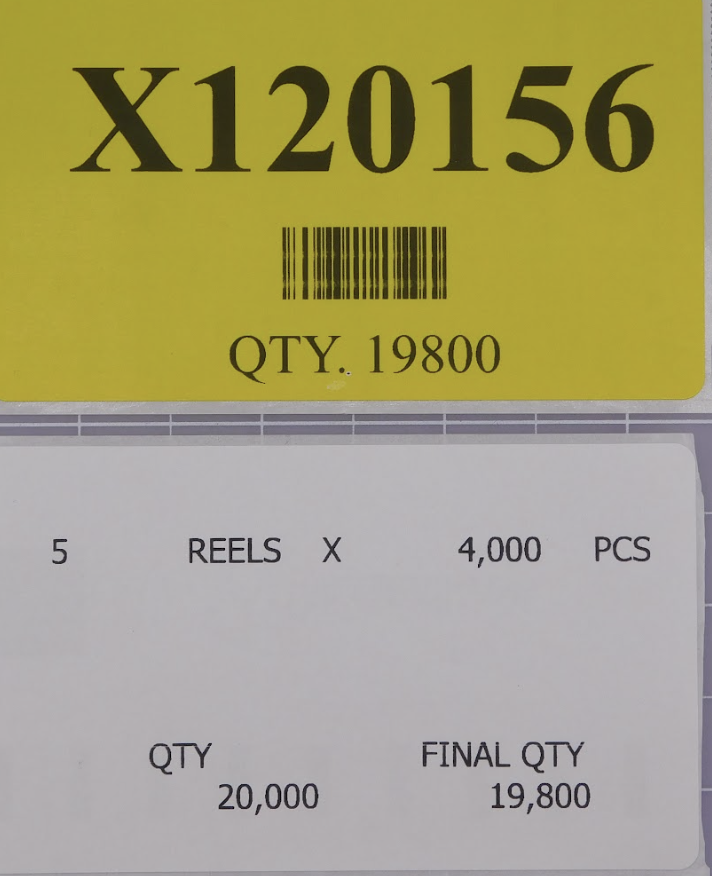 X120156
QTY. 19800
5 REELS X 4,000 PCS
QTY FINAL QTY
20,000 19,800